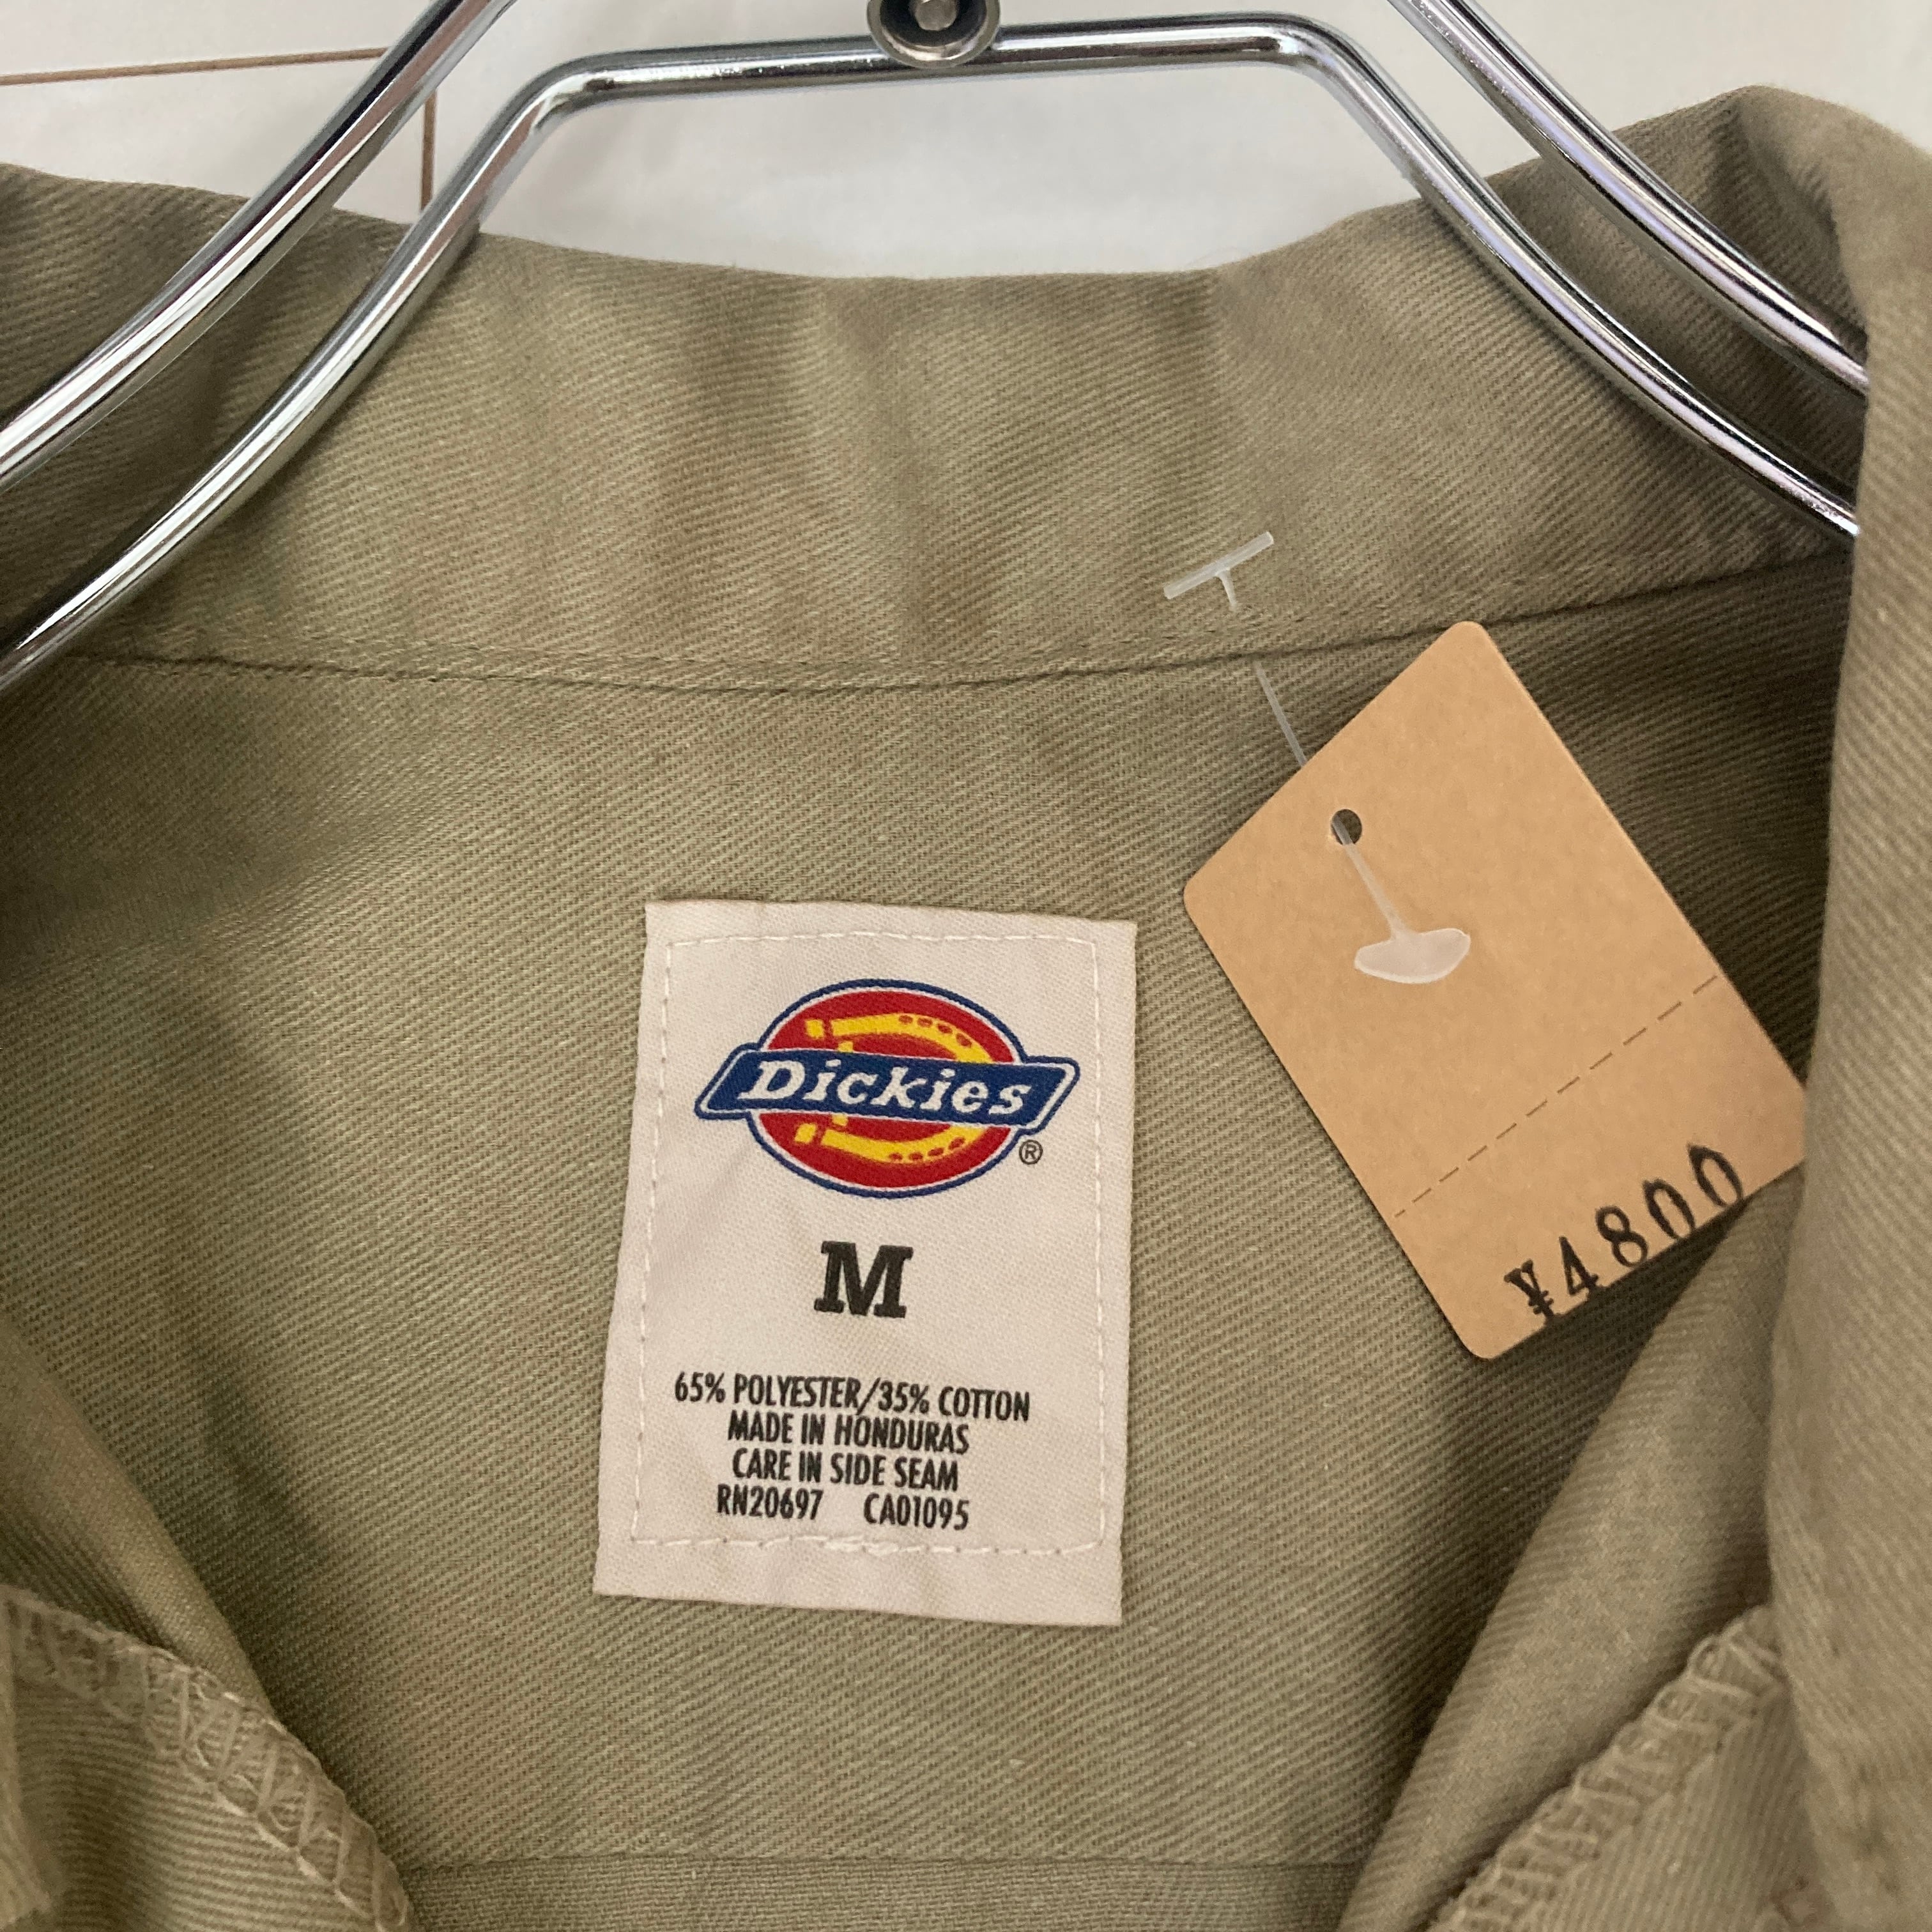 Dickies
®
M
65% POLYESTER/35% COTTON
MADE IN HONDURAS
CARE IN SIDE SEAM
RN20697 CA01095
¥4800